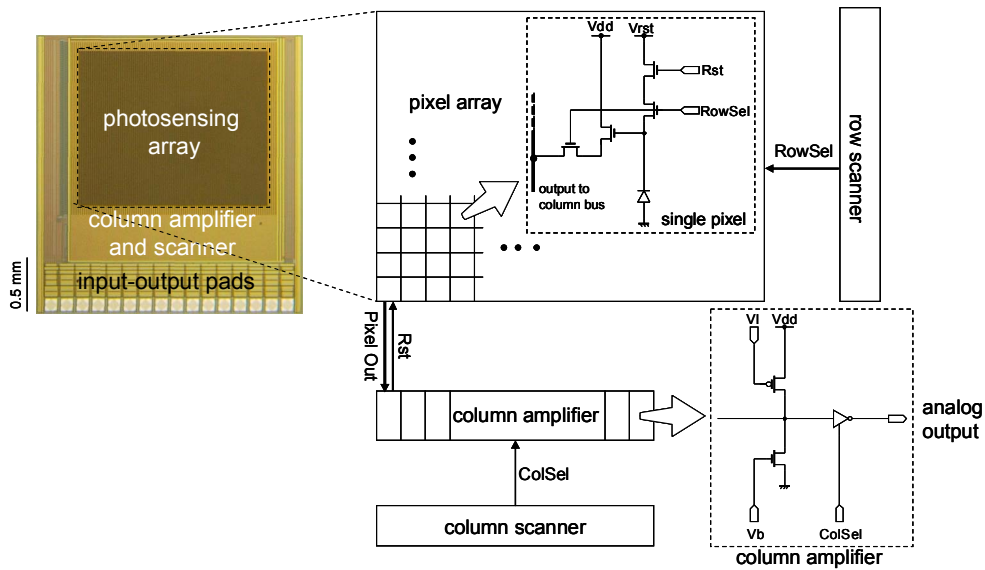 photosensing
array
column amplifier
and scanner
input-output pads
0.5 mm
pixel array
Vdd
Vrst
Rst
RowSel
output to
column bus
single pixel
RowSel
row scanner
Pixel Out
Rst
column amplifier
ColSel
column scanner
VI
Vdd
Vb
ColSel
column amplifier
analog
output